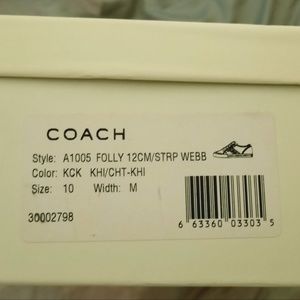 COACH
Style: A1005 FOLLY 12CM/STRP WEBB
Color: KCK KHI/CHT-KHI
Size: 10 Width: M
30002798
6 63360 03303 5